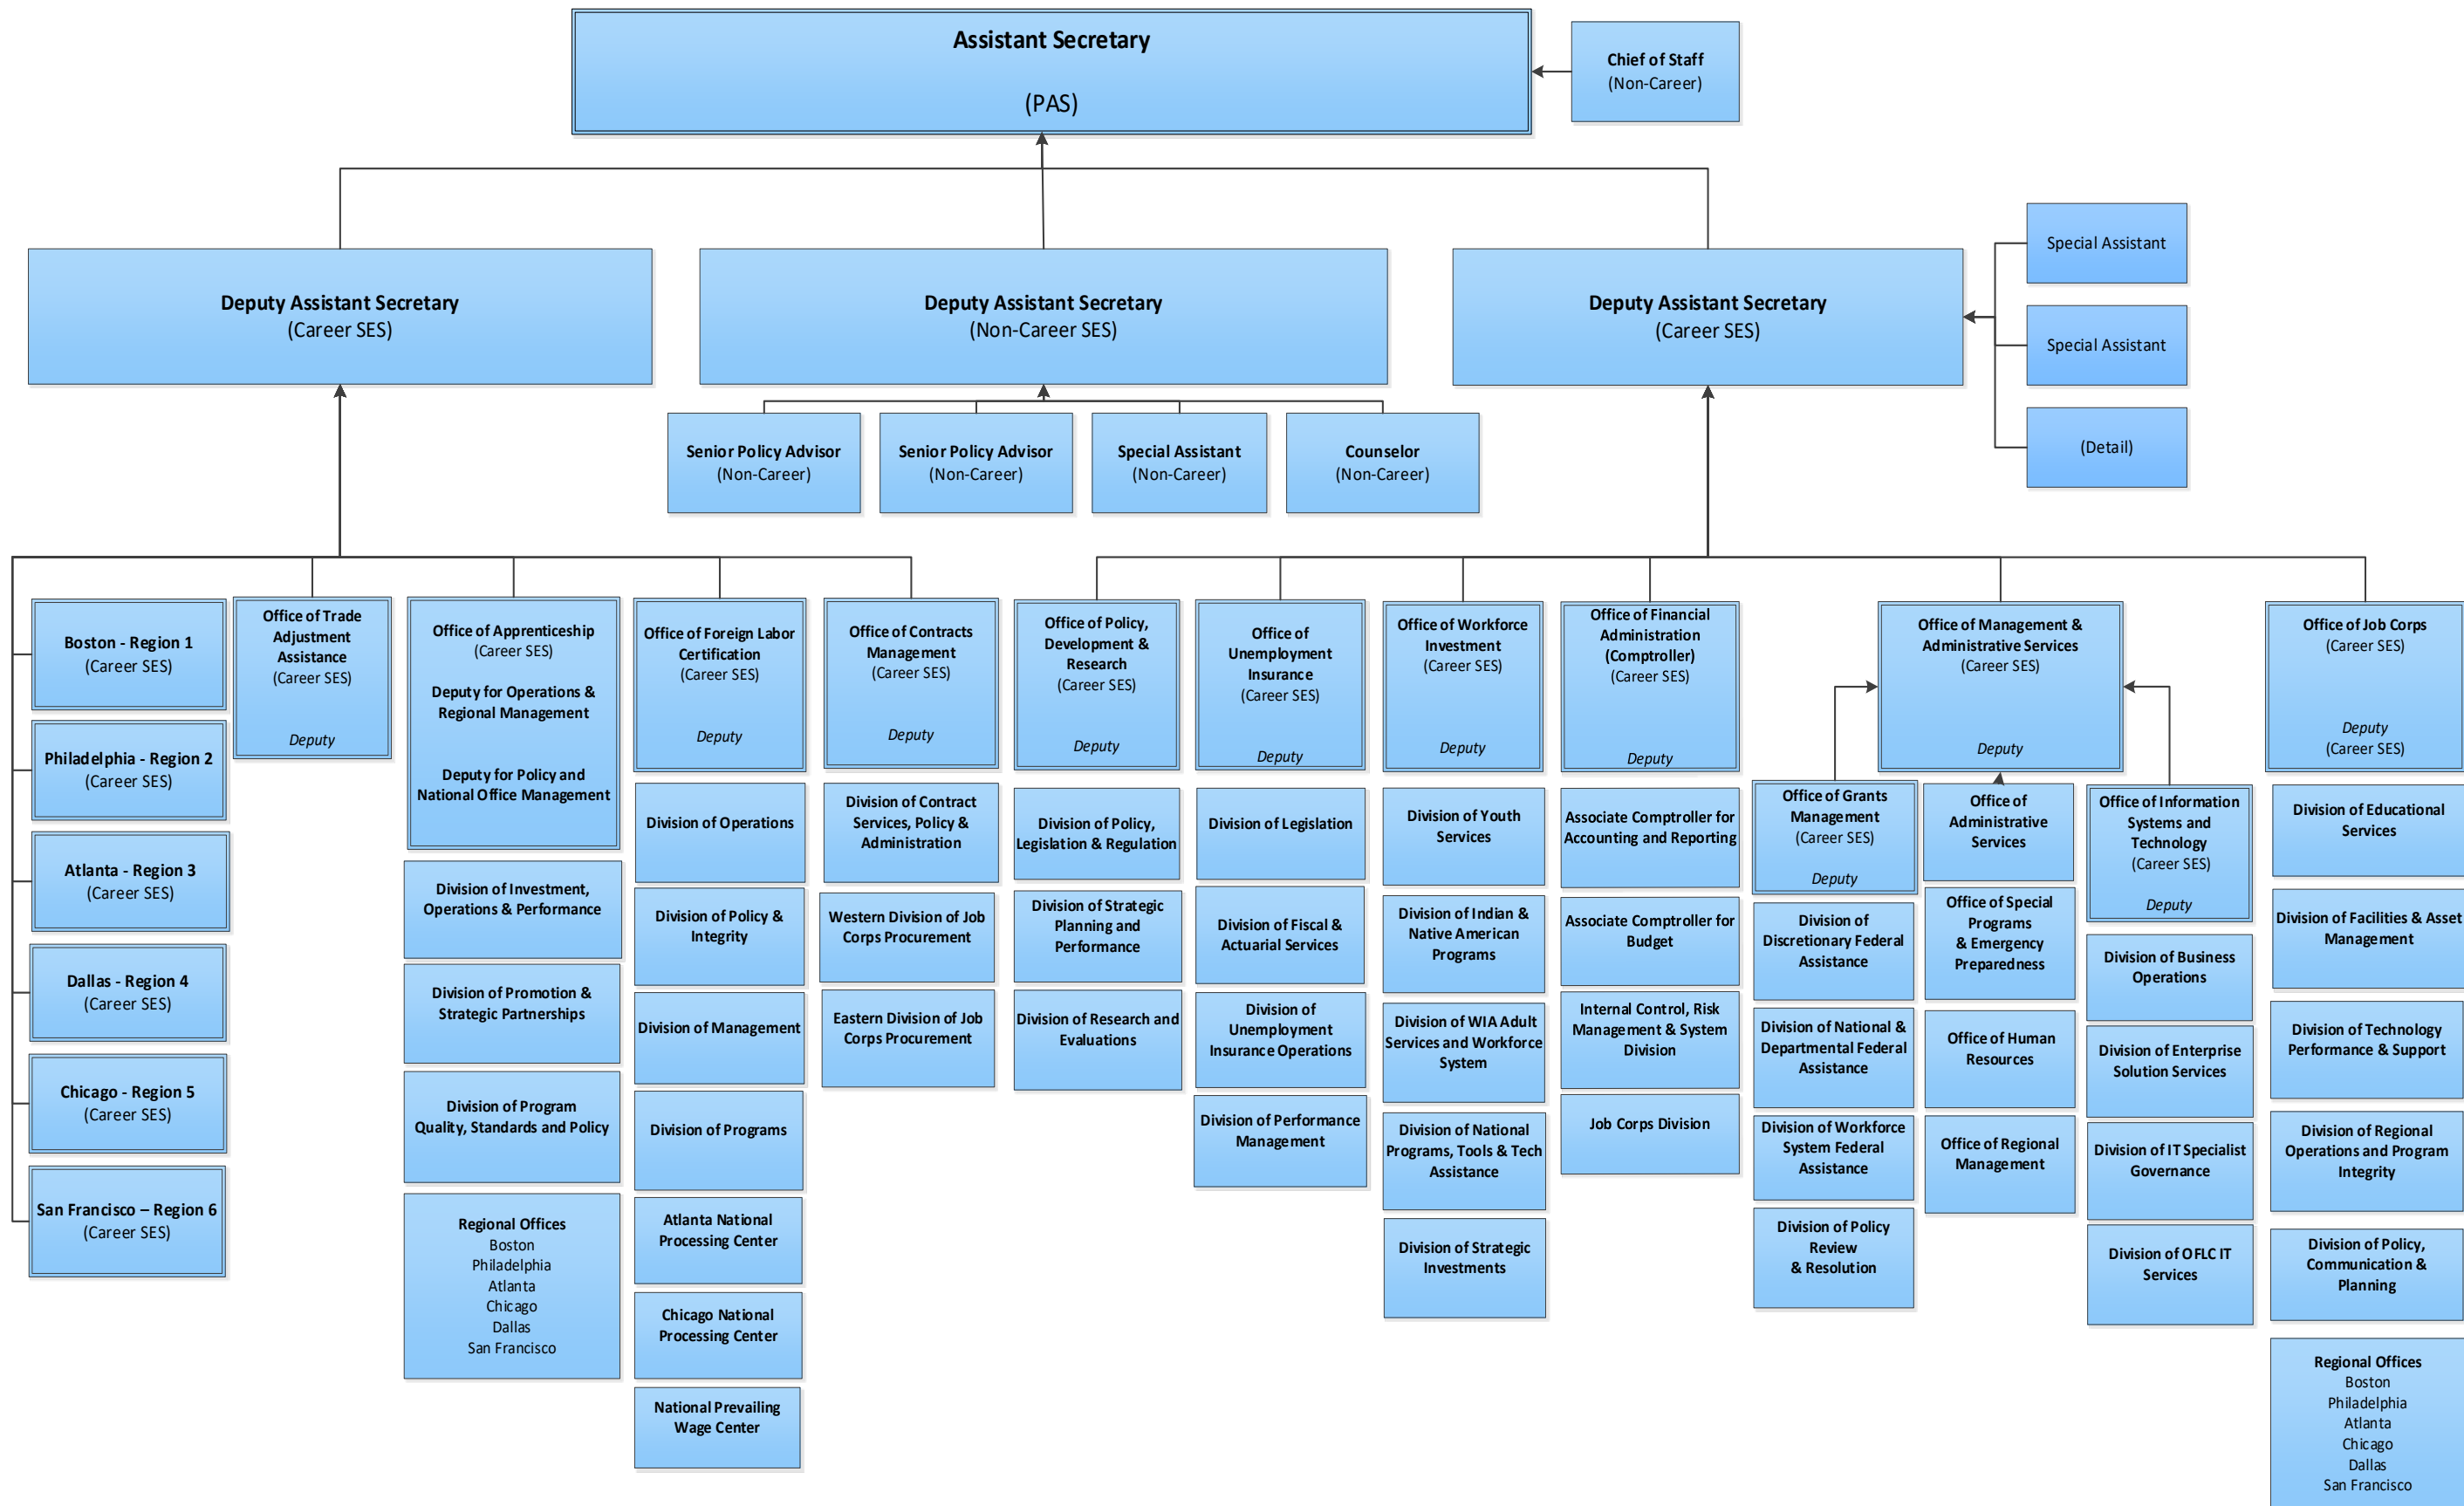 Assistant Secretary
(PAS)
Chief of Staff
(Non-Career)
Deputy Assistant Secretary
(Career SES)
Deputy Assistant Secretary
(Non-Career SES)
Deputy Assistant Secretary
(Career SES)
Special Assistant
Special Assistant
(Detail)
Senior Policy Advisor
(Non-Career)
Senior Policy Advisor
(Non-Career)
Special Assistant
(Non-Career)
Counselor
(Non-Career)
Boston - Region 1
(Career SES)
Philadelphia - Region 2
(Career SES)
Atlanta - Region 3
(Career SES)
Dallas - Region 4
(Career SES)
Chicago - Region 5
(Career SES)
San Francisco – Region 6
(Career SES)
Office of Trade
Adjustment
Assistance
(Career SES)
Deputy
Office of Apprenticeship
(Career SES)
Deputy for Operations &
Regional Management
Deputy for Policy and
National Office Management
Division of Investment,
Operations & Performance
Division of Promotion &
Strategic Partnerships
Division of Program
Quality, Standards and Policy
Regional Offices
Boston
Philadelphia
Atlanta
Chicago
Dallas
San Francisco
Office of Foreign Labor
Certification
(Career SES)
Deputy
Division of Operations
Division of Policy &
Integrity
Division of Management
Division of Programs
Atlanta National
Processing Center
Chicago National
Processing Center
National Prevailing
Wage Center
Office of Contracts
Management
(Career SES)
Deputy
Division of Contract
Services, Policy &
Administration
Western Division of Job
Corps Procurement
Eastern Division of Job
Corps Procurement
Office of Policy,
Development &
Research
(Career SES)
Deputy
Division of Policy,
Legislation & Regulation
Division of Strategic
Planning and
Performance
Division of Research and
Evaluations
Office of
Unemployment
Insurance
(Career SES)
Deputy
Division of Legislation
Division of Fiscal &
Actuarial Services
Division of
Unemployment
Insurance Operations
Division of Performance
Management
Office of Workforce
Investment
(Career SES)
Deputy
Division of Youth
Services
Division of Indian &
Native American
Programs
Division of WIA Adult
Services and Workforce
System
Division of National
Programs, Tools & Tech
Assistance
Division of Strategic
Investments
Office of Financial
Administration
(Comptroller)
(Career SES)
Deputy
Associate Comptroller for
Accounting and Reporting
Associate Comptroller for
Budget
Internal Control, Risk
Management & System
Division
Job Corps Division
Office of Management &
Administrative Services
(Career SES)
Deputy
Office of Grants
Management
(Career SES)
Deputy
Division of
Discretionary Federal
Assistance
Division of National &
Departmental Federal
Assistance
Division of Workforce
System Federal
Assistance
Division of Policy
Review
& Resolution
Office of
Administrative
Services
Office of Special
Programs
& Emergency
Preparedness
Office of Human
Resources
Office of Regional
Management
Office of Information
Systems and
Technology
(Career SES)
Deputy
Division of Business
Operations
Division of Enterprise
Solution Services
Division of IT Specialist
Governance
Division of OFLC IT
Services
Office of Job Corps
(Career SES)
Deputy
(Career SES)
Division of Educational
Services
Division of Facilities & Asset
Management
Division of Technology
Performance & Support
Division of Regional
Operations and Program
Integrity
Division of Policy,
Communication &
Planning
Regional Offices
Boston
Philadelphia
Atlanta
Chicago
Dallas
San Francisco